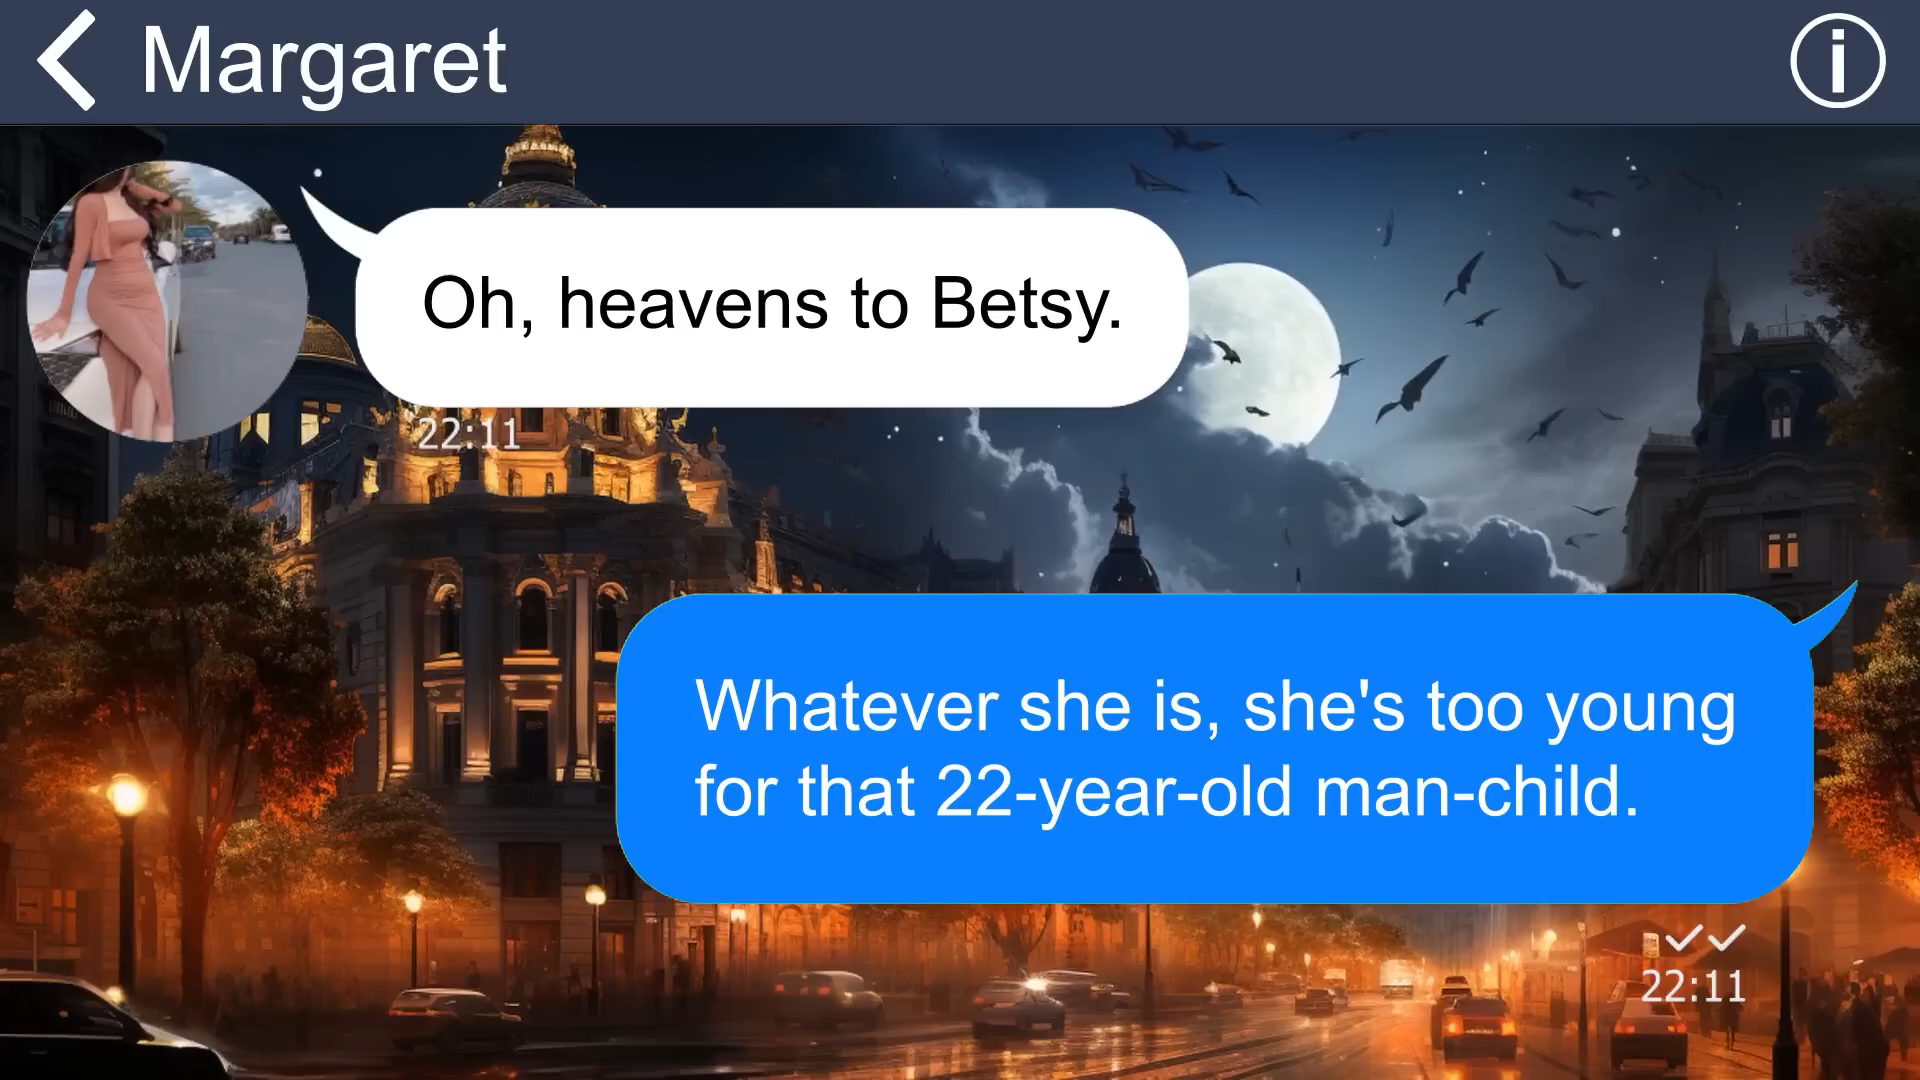 Margaret
Oh, heavens to Betsy.
22:11
Whatever she is, she's too young
for that 22-year-old man-child.
22:11